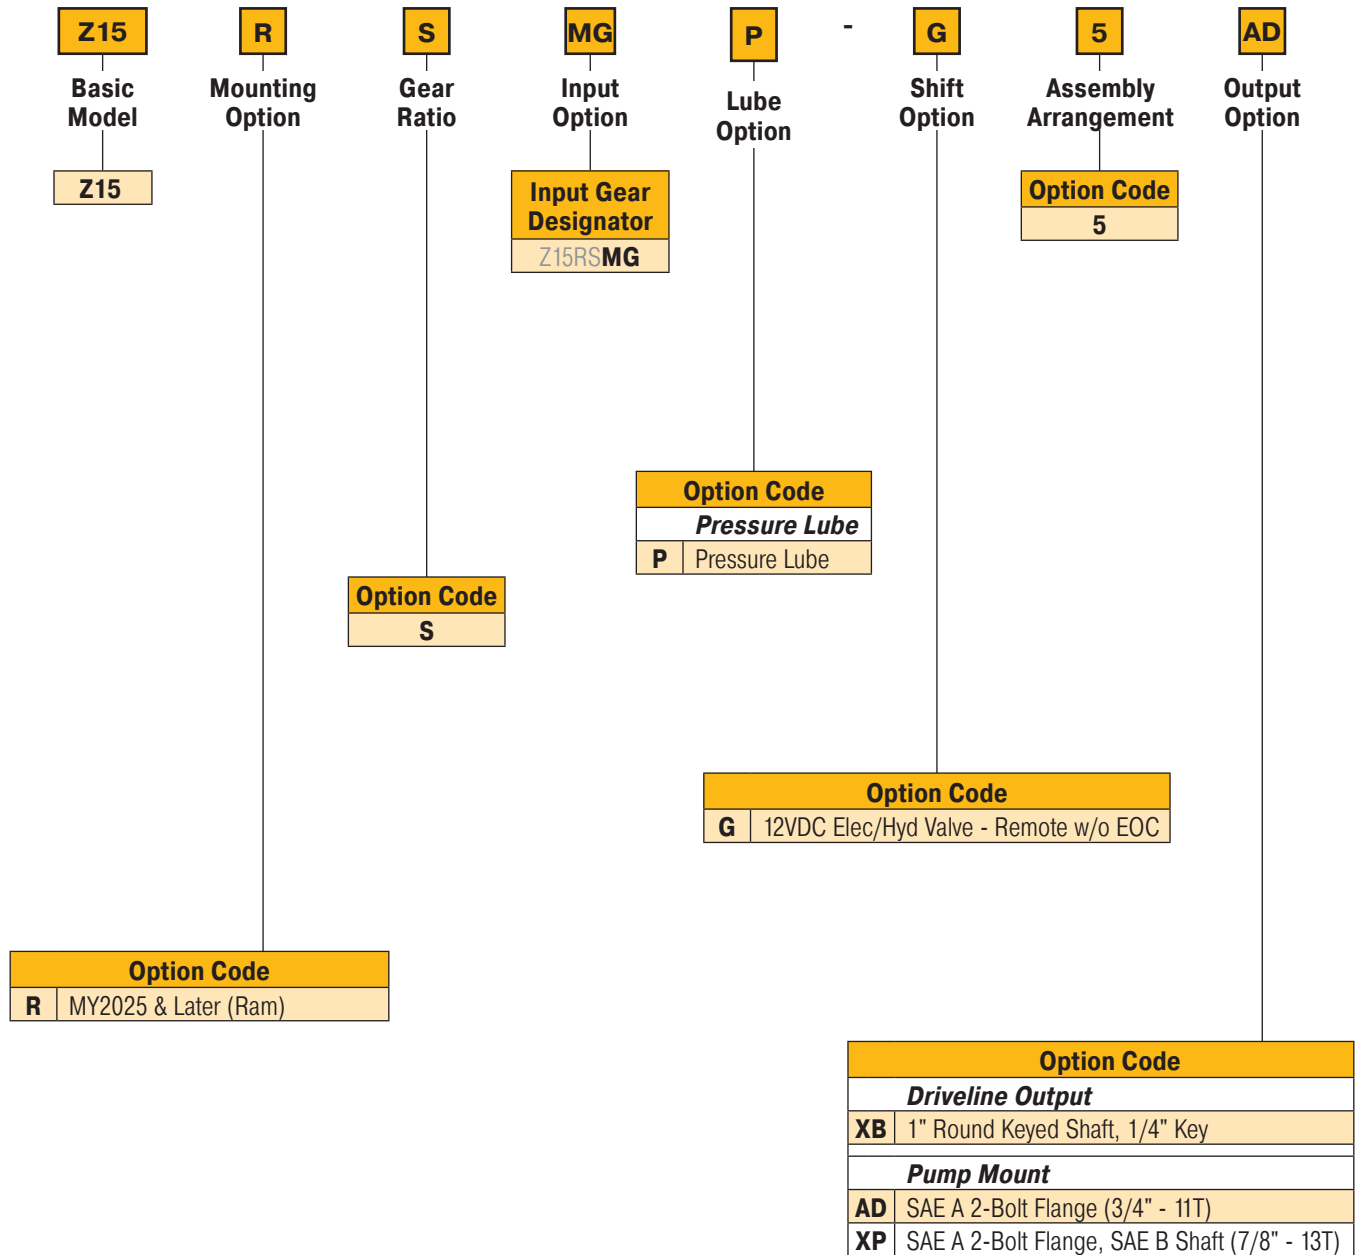 Z15 R S MG P - G 5 AD
Basic Model
Mounting Option
Gear Ratio
Input Option
Lube Option
Shift Option
Assembly Arrangement
Output Option
Z15
Input Gear Designator
Z15RSMG
Option Code
5
Option Code
Pressure Lube
P Pressure Lube
Option Code
S
Option Code
G 12VDC Elec/Hyd Valve - Remote w/o EOC
Option Code
R MY2025 & Later (Ram)
Option Code
Driveline Output
XB 1" Round Keyed Shaft, 1/4" Key
Pump Mount
AD SAE A 2-Bolt Flange (3/4" - 11T)
XP SAE A 2-Bolt Flange, SAE B Shaft (7/8" - 13T)